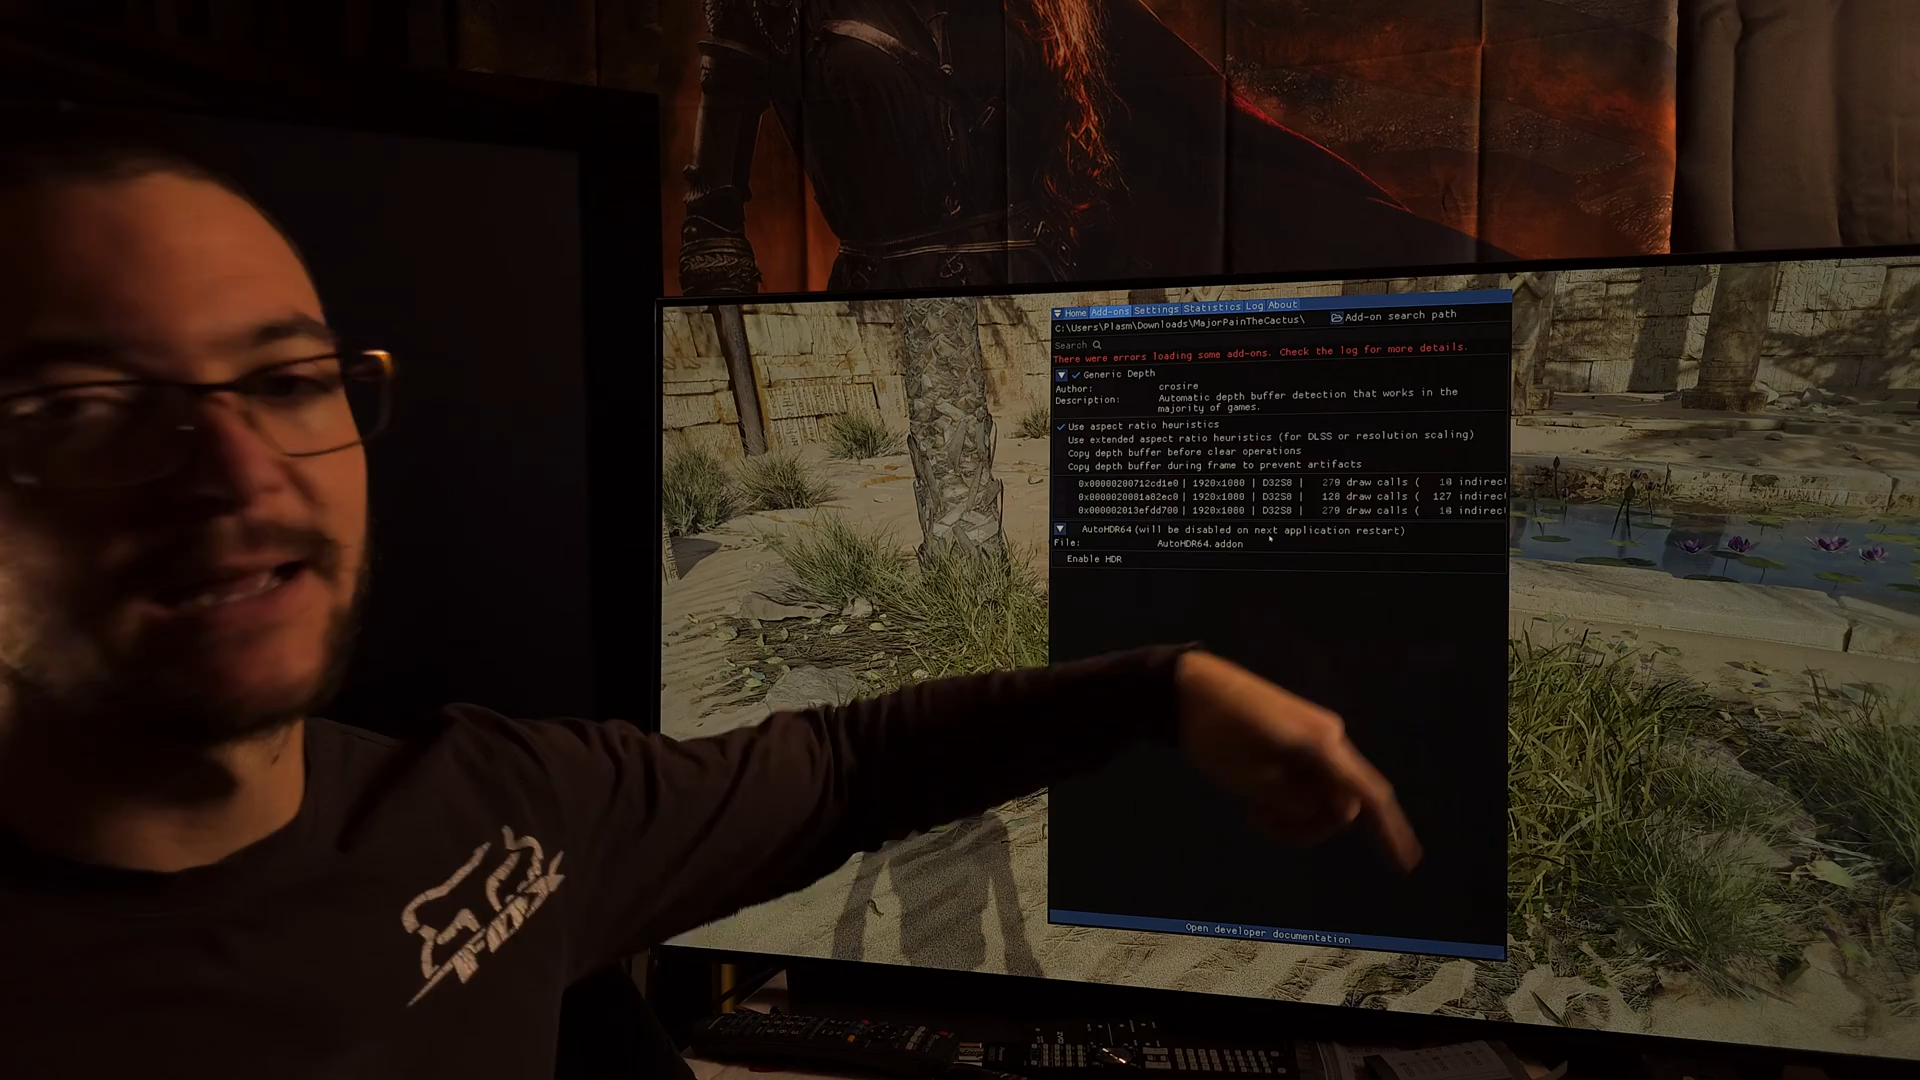 Home Add-ons Settings Statistics Log About
C:\Users\Plasm\Downloads\MajorPainTheCactus\ Add-on search path
Search
There were errors loading some add-ons. Check the log for more details.
Generic Depth
Author: crosire
Description: Automatic depth buffer detection that works in the
majority of games.
Use aspect ratio heuristics
Use extended aspect ratio heuristics (for DLSS or resolution scaling)
Copy depth buffer before clear operations
Copy depth buffer during frame to prevent artifacts
0x00000200712cd1e0 | 1920x1080 | D32S8 | 279 draw calls ( 10 indirec
0x0000020081a82ec0 | 1920x1080 | D32S8 | 128 draw calls ( 127 indirec
0x000002013efdd700 | 1920x1080 | D32S8 | 279 draw calls ( 10 indirec
AutoHDR64 (will be disabled on next application restart)
File: AutoHDR64.addon
Enable HDR
Open developer documentation